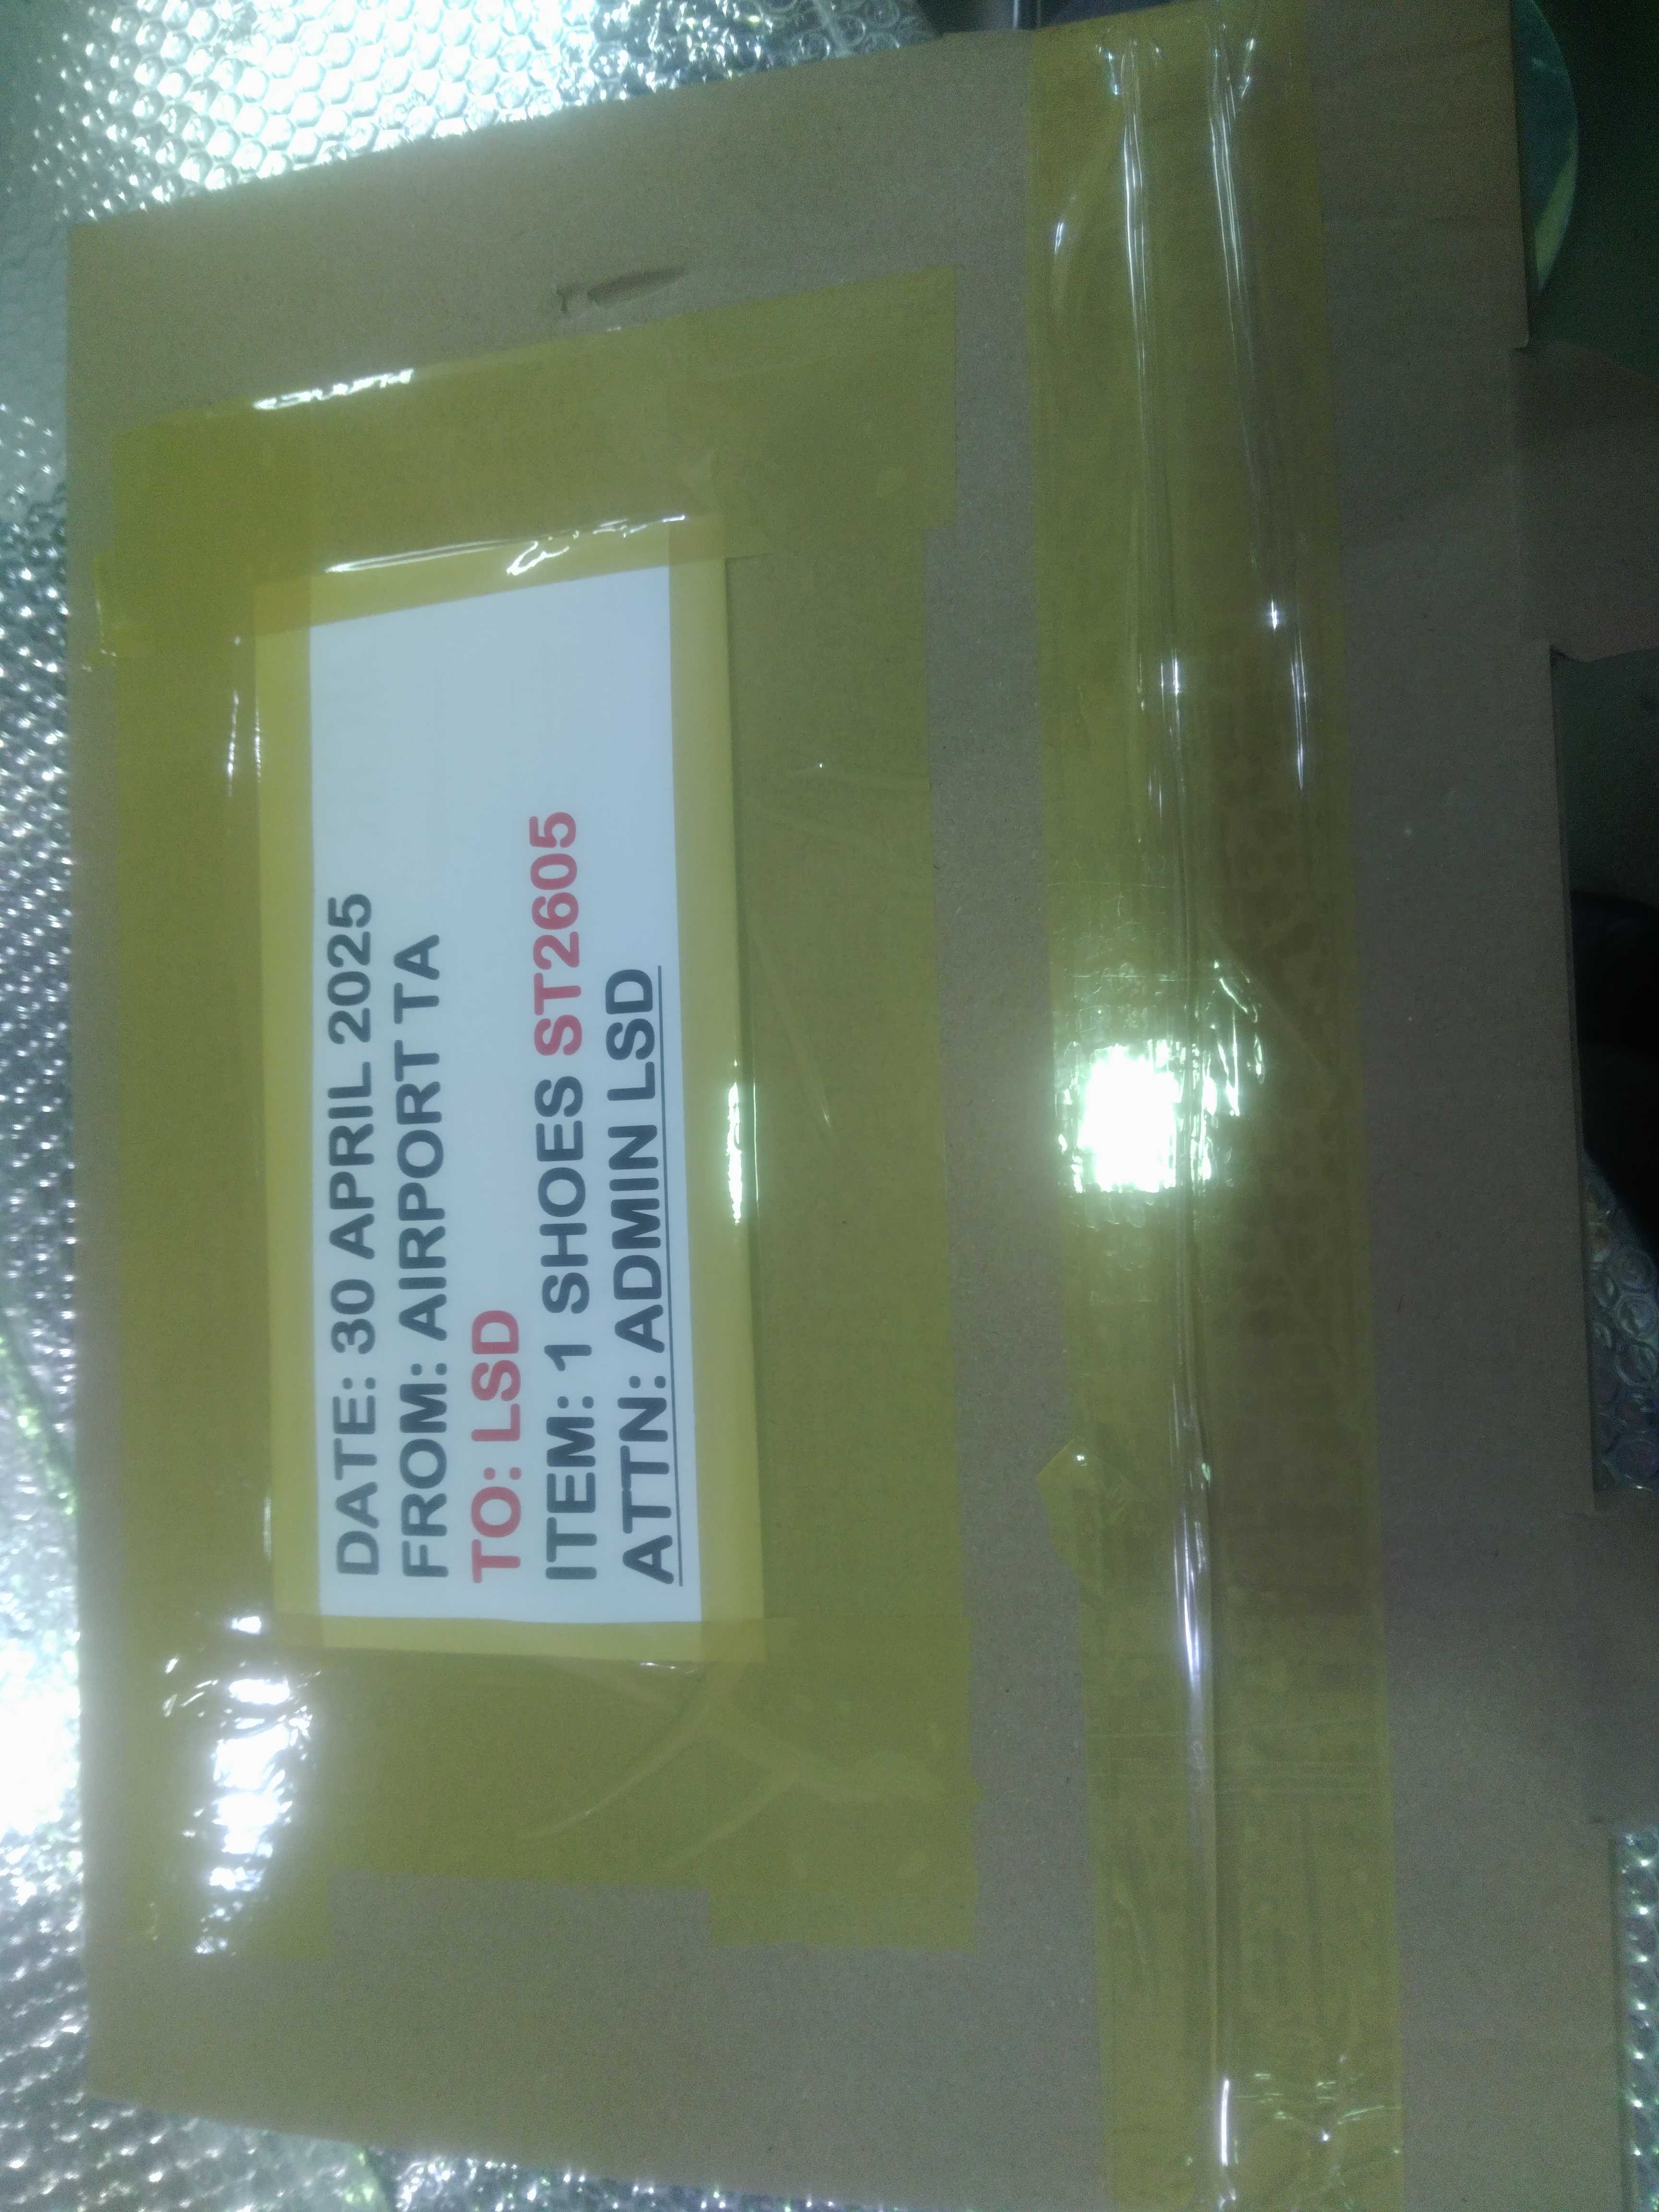 DATE: 30 APRIL 2025
FROM: AIRPORT TA
TO: LSD
ITEM: 1 SHOES ST2605
ATTN: ADMIN LSD